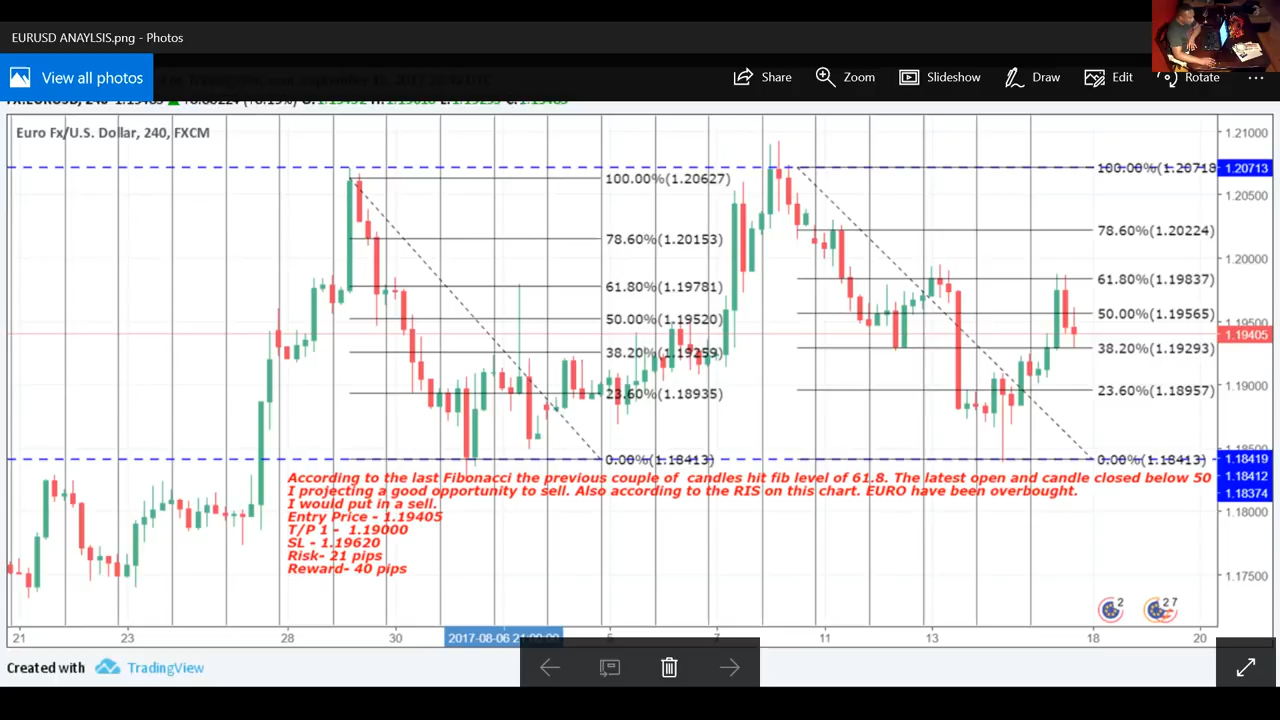 EURUSD ANAYLSIS.png - Photos
View all photos
Share Zoom Slideshow Draw Edit Rotate
Euro Fx/U.S. Dollar, 240, FXCM
1.21000
100.00%(1.20718 1.20713
100.00%(1.20627)
1.20500
78.60%(1.20153)
78.60%(1.20224)
1.20000
61.80%(1.19781)
61.80%(1.19837)
50.00%(1.19520)
50.00%(1.19565)
1.19500
1.19405
38.20%(1.19259)
38.20%(1.19293)
1.19000
23.60%(1.18935)
23.60%(1.18957)
0.00%(1.18413)
0.00%(1.18413)
1.18419
1.18412
1.18374
According to the last Fibonacci the previous couple of candles hit fib level of 61.8. The latest open and candle closed below 50
I projecting a good opportunity to sell. Also according to the RIS on this chart. EURO have been overbought.
I would put in a sell.
Entry Price - 1.19405
T/P 1 - 1.19000
SL - 1.19620
Risk- 21 pips
Reward- 40 pips
1.18000
1.17500
2 2 7
21 23 28 30 2017-08-06 21:00:00 7 11 13 18 20
Created with TradingView